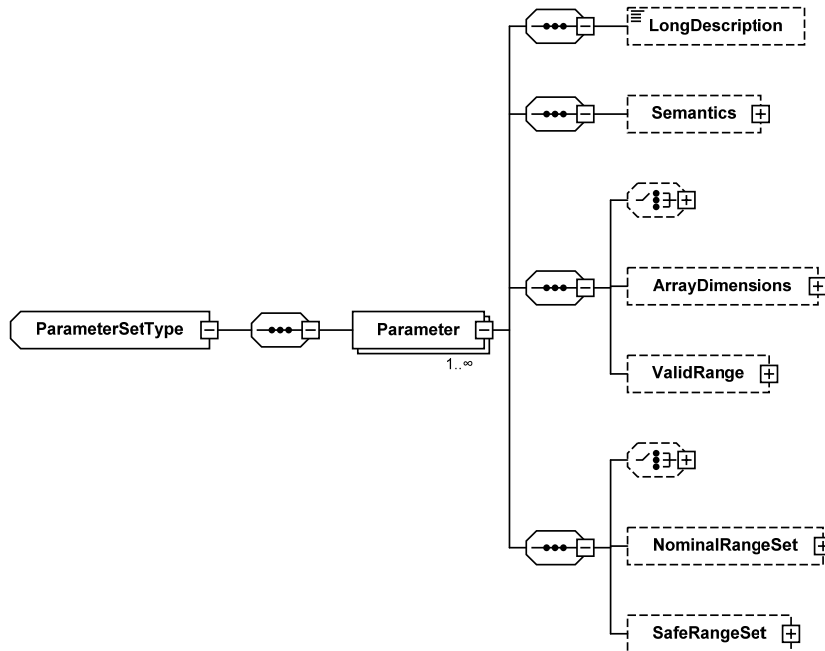 LongDescription
Semantics
ArrayDimensions
ParameterSetType
Parameter
1..∞
ValidRange
NominalRangeSet
SafeRangeSet